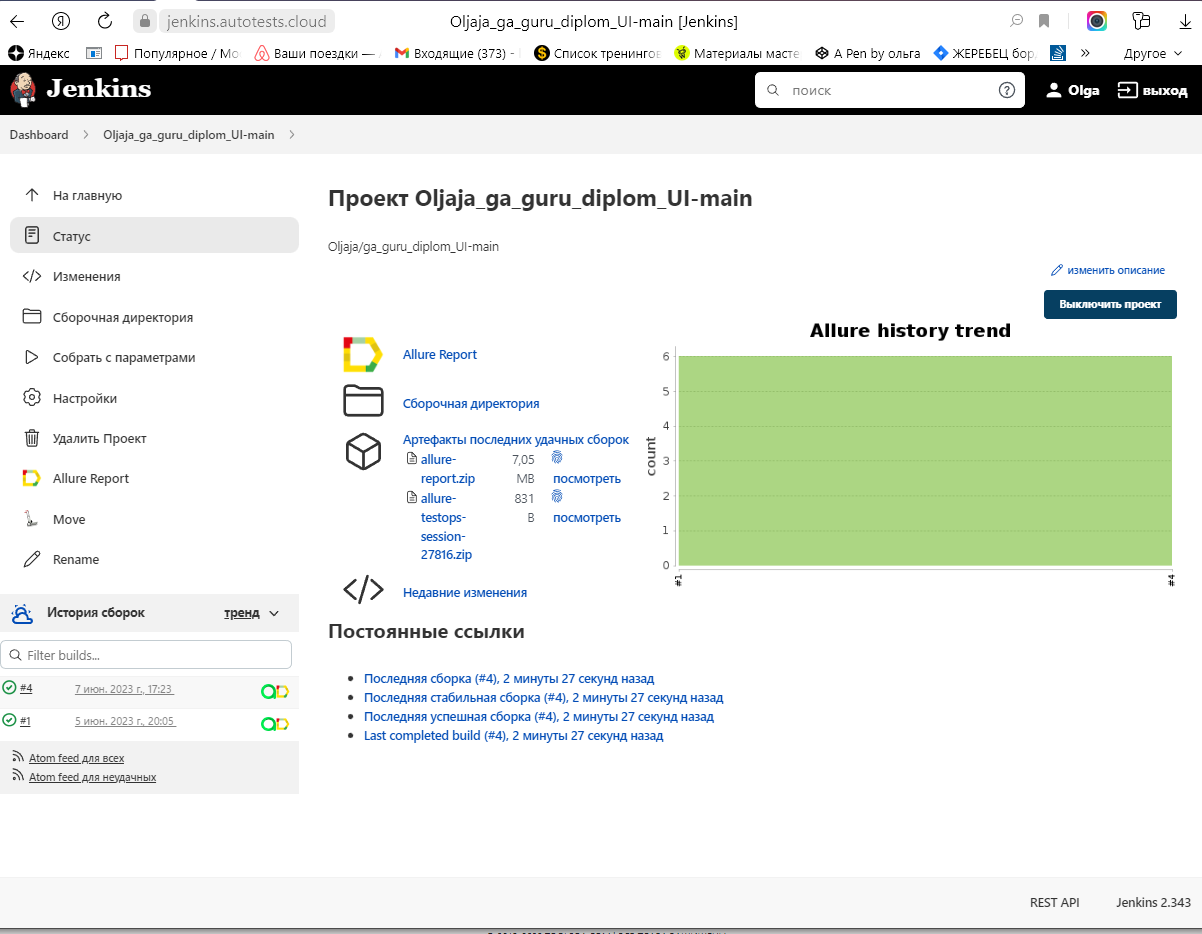 jenkins.autotests.cloud
Oljaja_ga_guru_diplom_UI-main [Jenkins]
Яндекс
Популярное / Мо
Ваши поездки —
Входящие (373) -
Список тренингов
Материалы масте
A Pen by ольга
ЖЕРЕБЕЦ бор
»
Другое
Jenkins
поиск
Olga
выход
Dashboard
Oljaja_ga_guru_diplom_UI-main
На главную
Статус
Изменения
Сборочная директория
Собрать с параметрами
Настройки
Удалить Проект
Allure Report
Move
Rename
История сборок
тренд
Filter builds...
#4 7 июн. 2023 г., 17:23
#1 5 июн. 2023 г., 20:05
Atom feed для всех
Atom feed для неудачных
Проект Oljaja_ga_guru_diplom_UI-main
Oljaja/ga_guru_diplom_UI-main
изменить описание
Выключить проект
Allure Report
Сборочная директория
Артефакты последних удачных сборок
allure- 7,05
report.zip MB посмотреть
allure- 831
testops- B посмотреть
session-
27816.zip
Недавние изменения
Allure history trend
count
6
5
4
3
2
1
0
#1
#4
Постоянные ссылки
Последняя сборка (#4), 2 минуты 27 секунд назад
Последняя стабильная сборка (#4), 2 минуты 27 секунд назад
Последняя успешная сборка (#4), 2 минуты 27 секунд назад
Last completed build (#4), 2 минуты 27 секунд назад
REST API
Jenkins 2.343